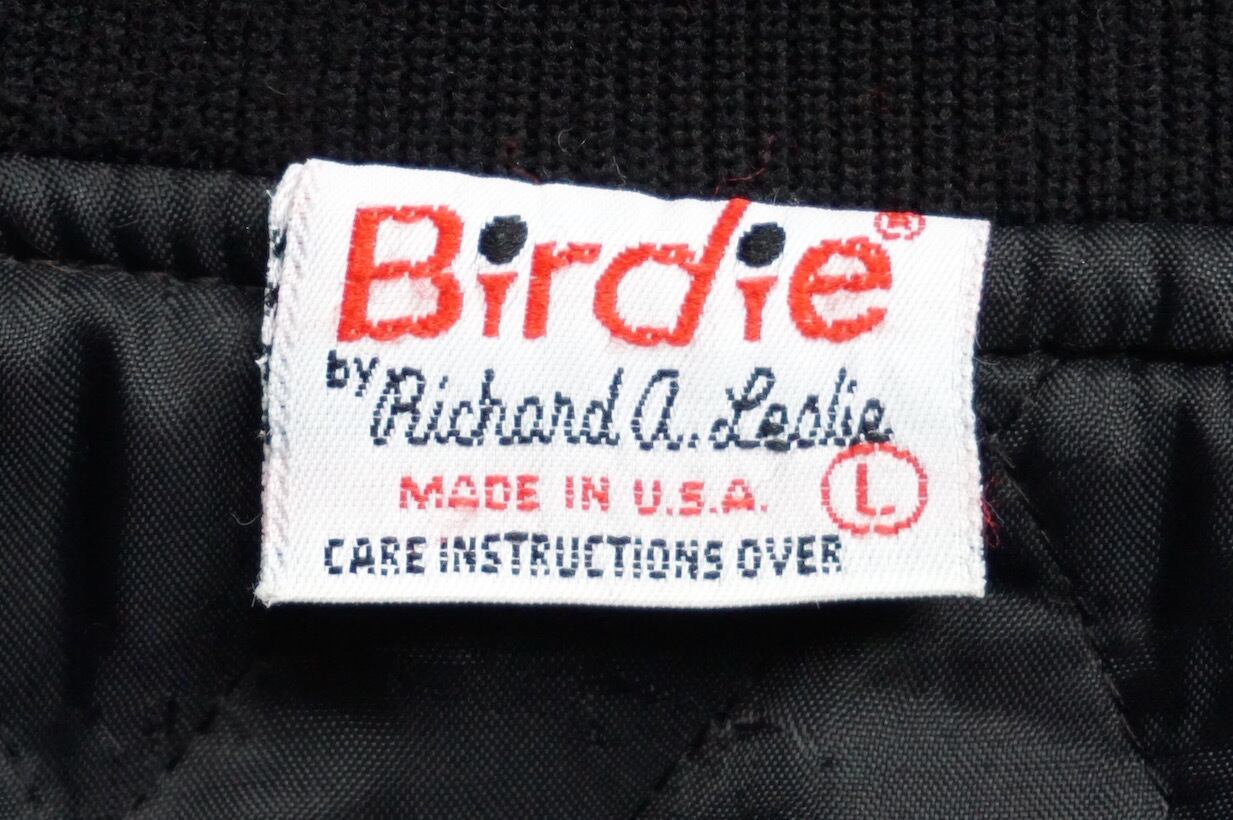 Birdie®
by Richard A. Leslie
MADE IN U.S.A. L
CARE INSTRUCTIONS OVER